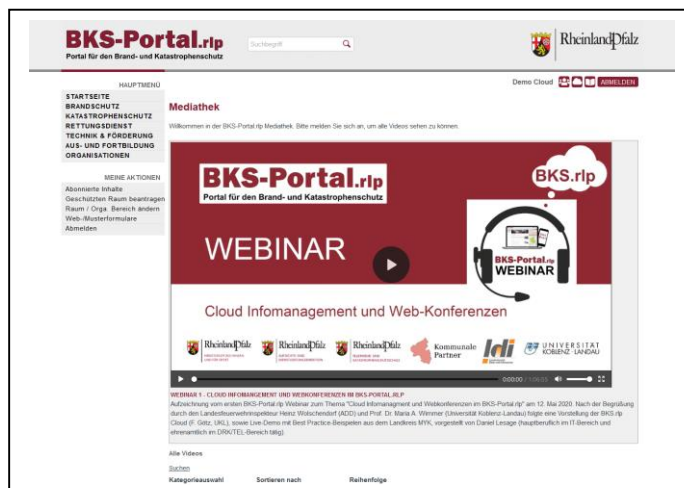 BKS-Portal.rlp
Portal für den Brand- und Katastrophenschutz
Suchbegriff
RheinlandPfalz
Demo Cloud
ABMELDEN
HAUPTMENÜ
STARTSEITE
BRANDSCHUTZ
KATASTROPHENSCHUTZ
RETTUNGSDIENST
TECHNIK & FÖRDERUNG
AUS- UND FORTBILDUNG
ORGANISATIONEN
MEINE AKTIONEN
Abonnierte Inhalte
Geschützten Raum beantragen
Raum / Orga. Bereich ändern
Web-/Musterformulare
Abmelden
Mediathek
Willkommen in der BKS-Portal.rlp Mediathek. Bitte melden Sie sich an, um alle Videos sehen zu können.
BKS-Portal.rlp
Portal für den Brand- und Katastrophenschutz
BKS.rlp
WEBINAR
BKS-Portal.rlp
WEBINAR
Cloud Infomanagement und Web-Konferenzen
RheinlandPfalz
RheinlandPfalz
RheinlandPfalz
Kommunale
Partner
ldi
UNIVERSITÄT
KOBLENZ · LANDAU
0:00:00
WEBINAR 1 - CLOUD INFOMANGEMENT UND WEBKONFERENZEN IM BKS-PORTAL.RLP
Aufzeichnung vom ersten BKS-Portal.rlp Webinar zum Thema "Cloud Infomanagment und Webkonferenzen im BKS-Portal.rlp" am 12. Mai 2020. Nach der Begrüßung
durch den Landesfeuerwehrinspekteur Heinz Wolschendorf (ADD) und Prof. Dr. Maria A. Wimmer (Universität Koblenz-Landau) folgte eine Vorstellung der BKS.rlp
Cloud (F. Götz, UKL), sowie Live-Demo mit Best Practice-Beispielen aus dem Landkreis MYK, vorgestellt von Daniel Lesage (hauptberuflich im IT-Bereich und
ehrenamtlich im DRK/TEL-Bereich tätig).
Alle Videos
Suchen
Kategorieauswahl Sortieren nach Reihenfolge